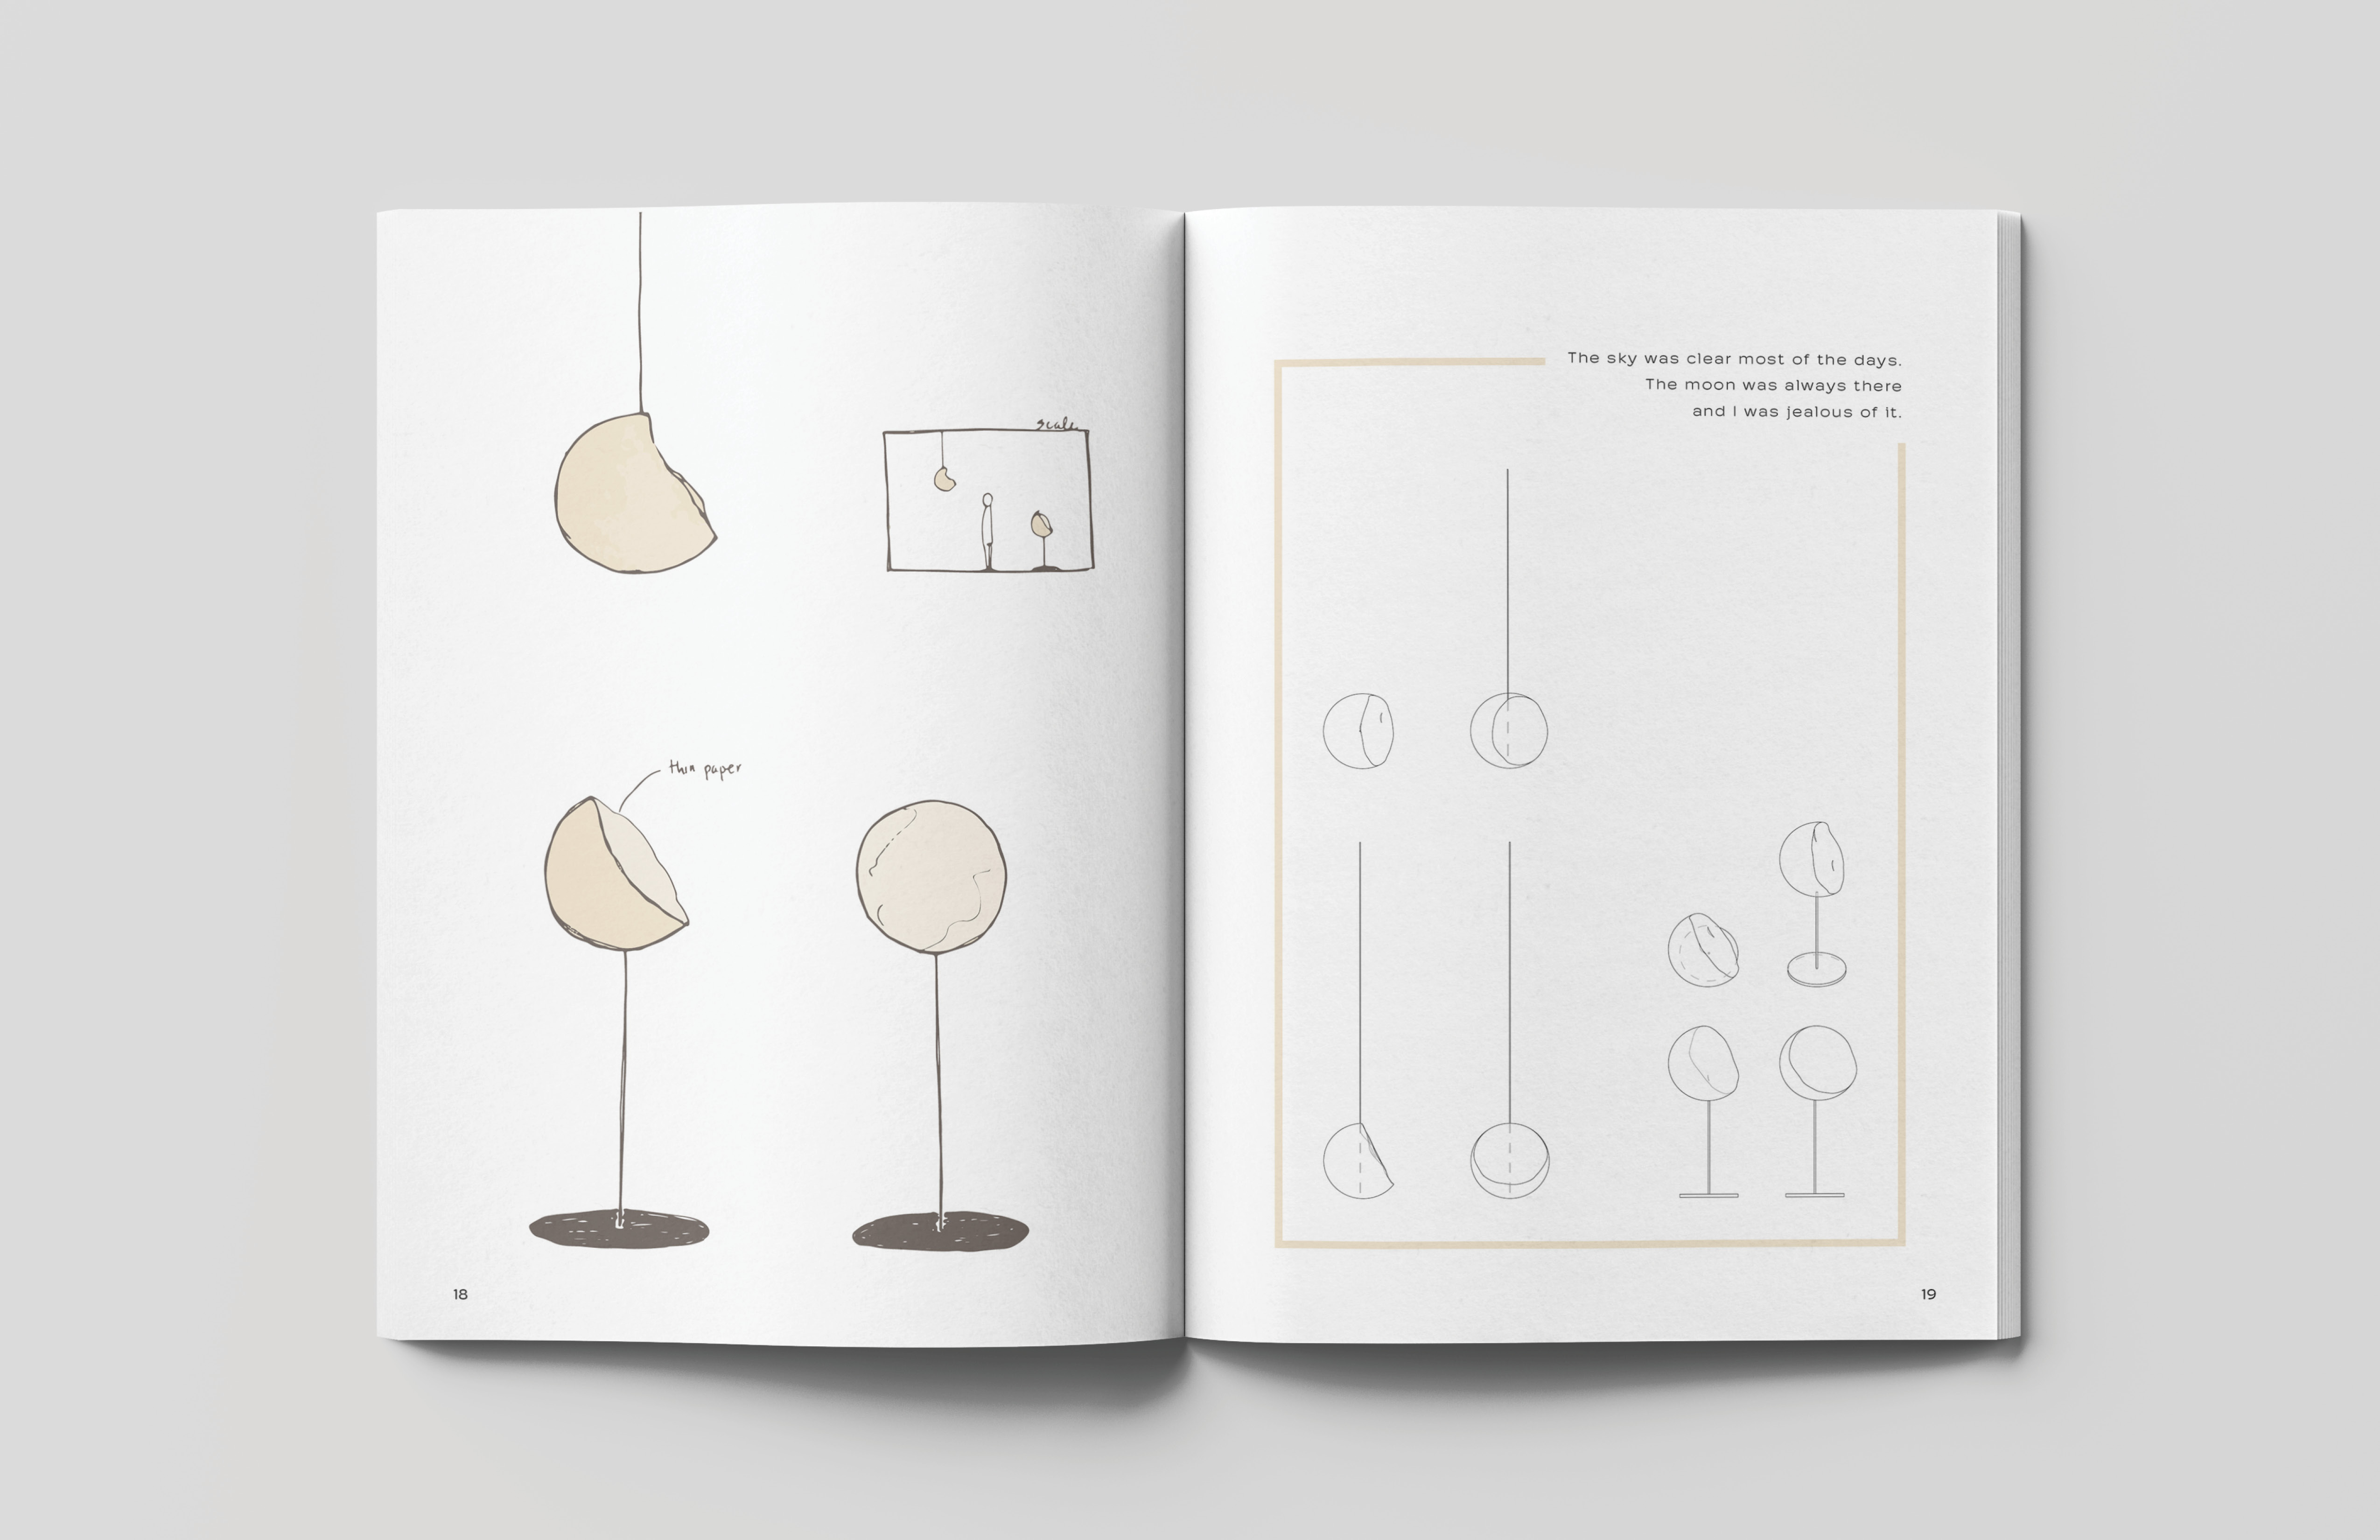 scale
thin paper
18
The sky was clear most of the days.
The moon was always there
and I was jealous of it.
19